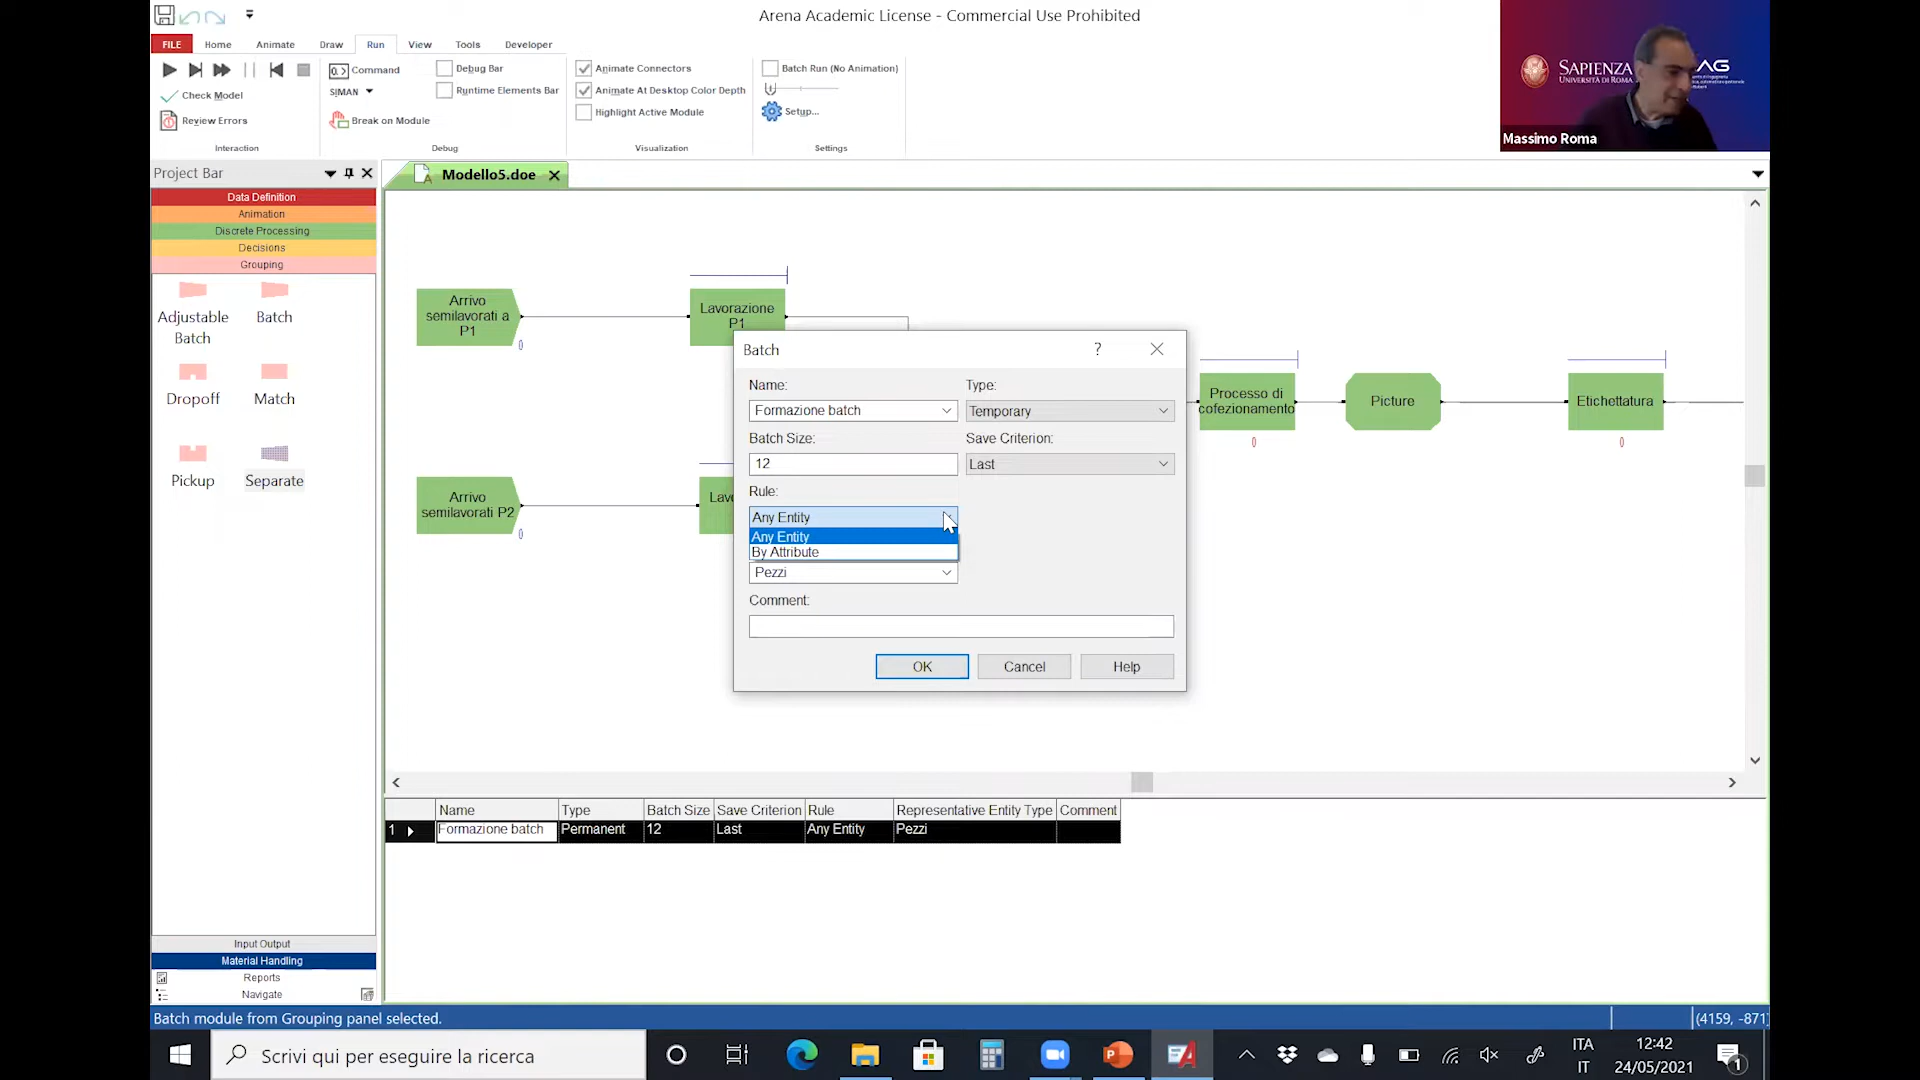 Arena Academic License - Commercial Use Prohibited
FILE Home Animate Draw Run View Tools Developer
Command
SIMAN
Check Model
Review Errors
Break on Module
Interaction
Debug Bar
Runtime Elements Bar
Debug
Animate Connectors
Animate At Desktop Color Depth
Highlight Active Module
Visualization
Batch Run (No Animation)
Setup...
Settings
SAPIENZA
UNIVERSITÀ DI ROMA
AG
Massimo Roma
Project Bar
Data Definition
Animation
Discrete Processing
Decisions
Grouping
Adjustable Batch
Batch
Dropoff
Match
Pickup
Separate
Input Output
Material Handling
Reports
Navigate
Modello5.doe
Arrivo
semilavorati a
P1
0
Lavorazione
P1
Arrivo
semilavorati P2
0
Lav
Processo di
cofezionamento
0
Picture
Etichettatura
0
Batch
?
Name:
Type:
Formazione batch
Temporary
Batch Size:
Save Criterion:
12
Last
Rule:
Any Entity
Any Entity
By Attribute
Pezzi
Comment:
OK Cancel Help
Name Type Batch Size Save Criterion Rule Representative Entity Type Comment
1 Formazione batch Permanent 12 Last Any Entity Pezzi
Batch module from Grouping panel selected.
(4159, -871)
Scrivi qui per eseguire la ricerca
ITA
IT
12:42
24/05/2021
1